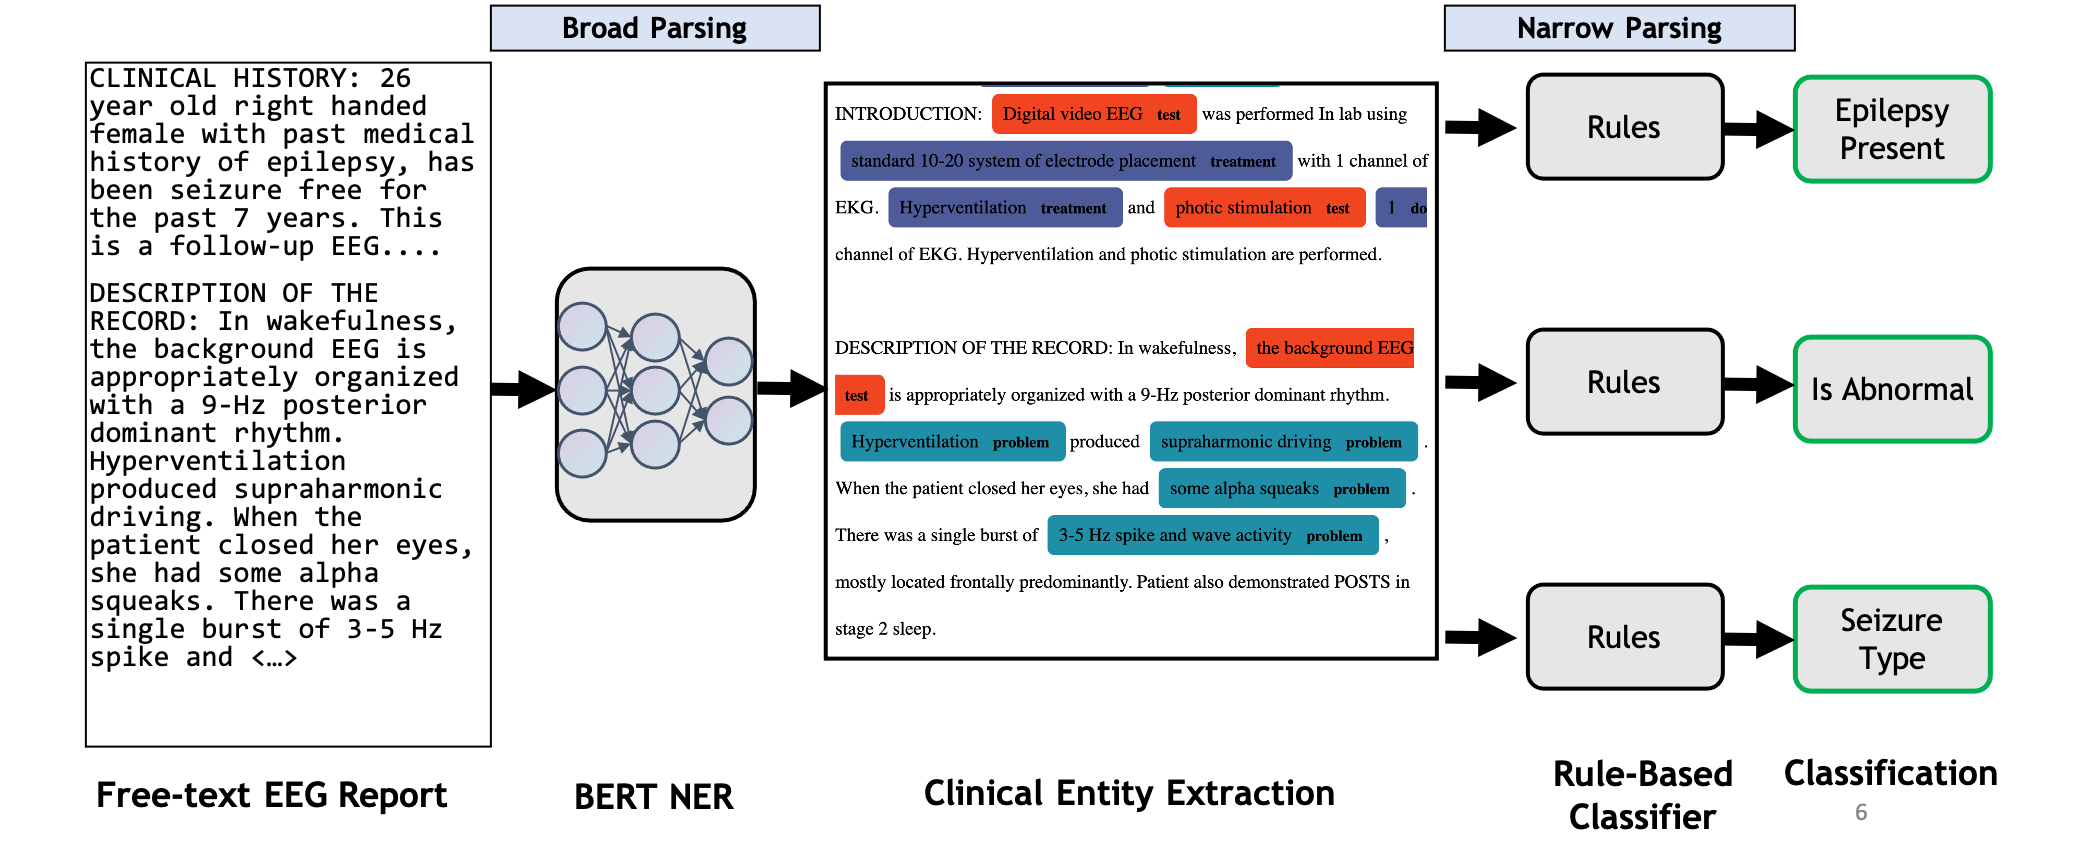 Broad Parsing
Narrow Parsing
CLINICAL HISTORY: 26
year old right handed
female with past medical
history of epilepsy, has
been seizure free for
the past 7 years. This
is a follow-up EEG....
DESCRIPTION OF THE
RECORD: In wakefulness,
the background EEG is
appropriately organized
with a 9-Hz posterior
dominant rhythm.
Hyperventilation
produced supraharmonic
driving. When the
patient closed her eyes,
she had some alpha
squeaks. There was a
single burst of 3-5 Hz
spike and <…>
INTRODUCTION: Digital video EEG test was performed In lab using
standard 10-20 system of electrode placement treatment with 1 channel of
EKG. Hyperventilation treatment and photic stimulation test 1 do
channel of EKG. Hyperventilation and photic stimulation are performed.
DESCRIPTION OF THE RECORD: In wakefulness, the background EEG
test is appropriately organized with a 9-Hz posterior dominant rhythm.
Hyperventilation problem produced supraharmonic driving problem .
When the patient closed her eyes, she had some alpha squeaks problem .
There was a single burst of 3-5 Hz spike and wave activity problem ,
mostly located frontally predominantly. Patient also demonstrated POSTS in
stage 2 sleep.
Rules
Epilepsy
Present
Rules
Is Abnormal
Rules
Seizure
Type
Free-text EEG Report
BERT NER
Clinical Entity Extraction
Rule-Based
Classifier
Classification
6